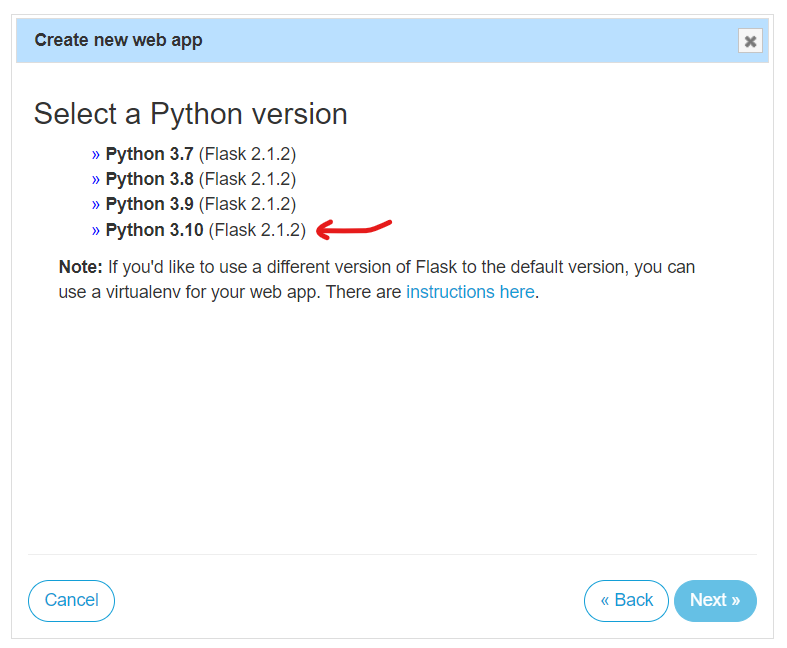 Create new web app
Select a Python version
» Python 3.7 (Flask 2.1.2)
» Python 3.8 (Flask 2.1.2)
» Python 3.9 (Flask 2.1.2)
» Python 3.10 (Flask 2.1.2)
Note: If you'd like to use a different version of Flask to the default version, you can
use a virtualenv for your web app. There are instructions here.
Cancel
« Back
Next »